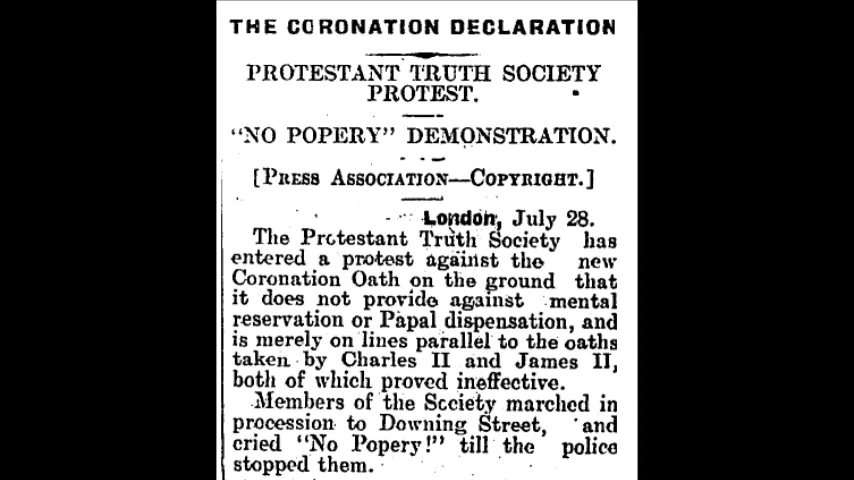 THE CORONATION DECLARATION
PROTESTANT TRUTH SOCIETY
PROTEST.
"NO POPERY" DEMONSTRATION.
[PRESS ASSOCIATION—COPYRIGHT.]
London, July 28.
The Protestant Truth Society has
entered a protest against the new
Coronation Oath on the ground that
it does not provide against mental
reservation or Papal dispensation, and
is merely on lines parallel to the oaths
taken by Charles II and James II,
both of which proved ineffective.
Members of the Society marched in
procession to Downing Street, and
cried "No Popery!" till the police
stopped them.